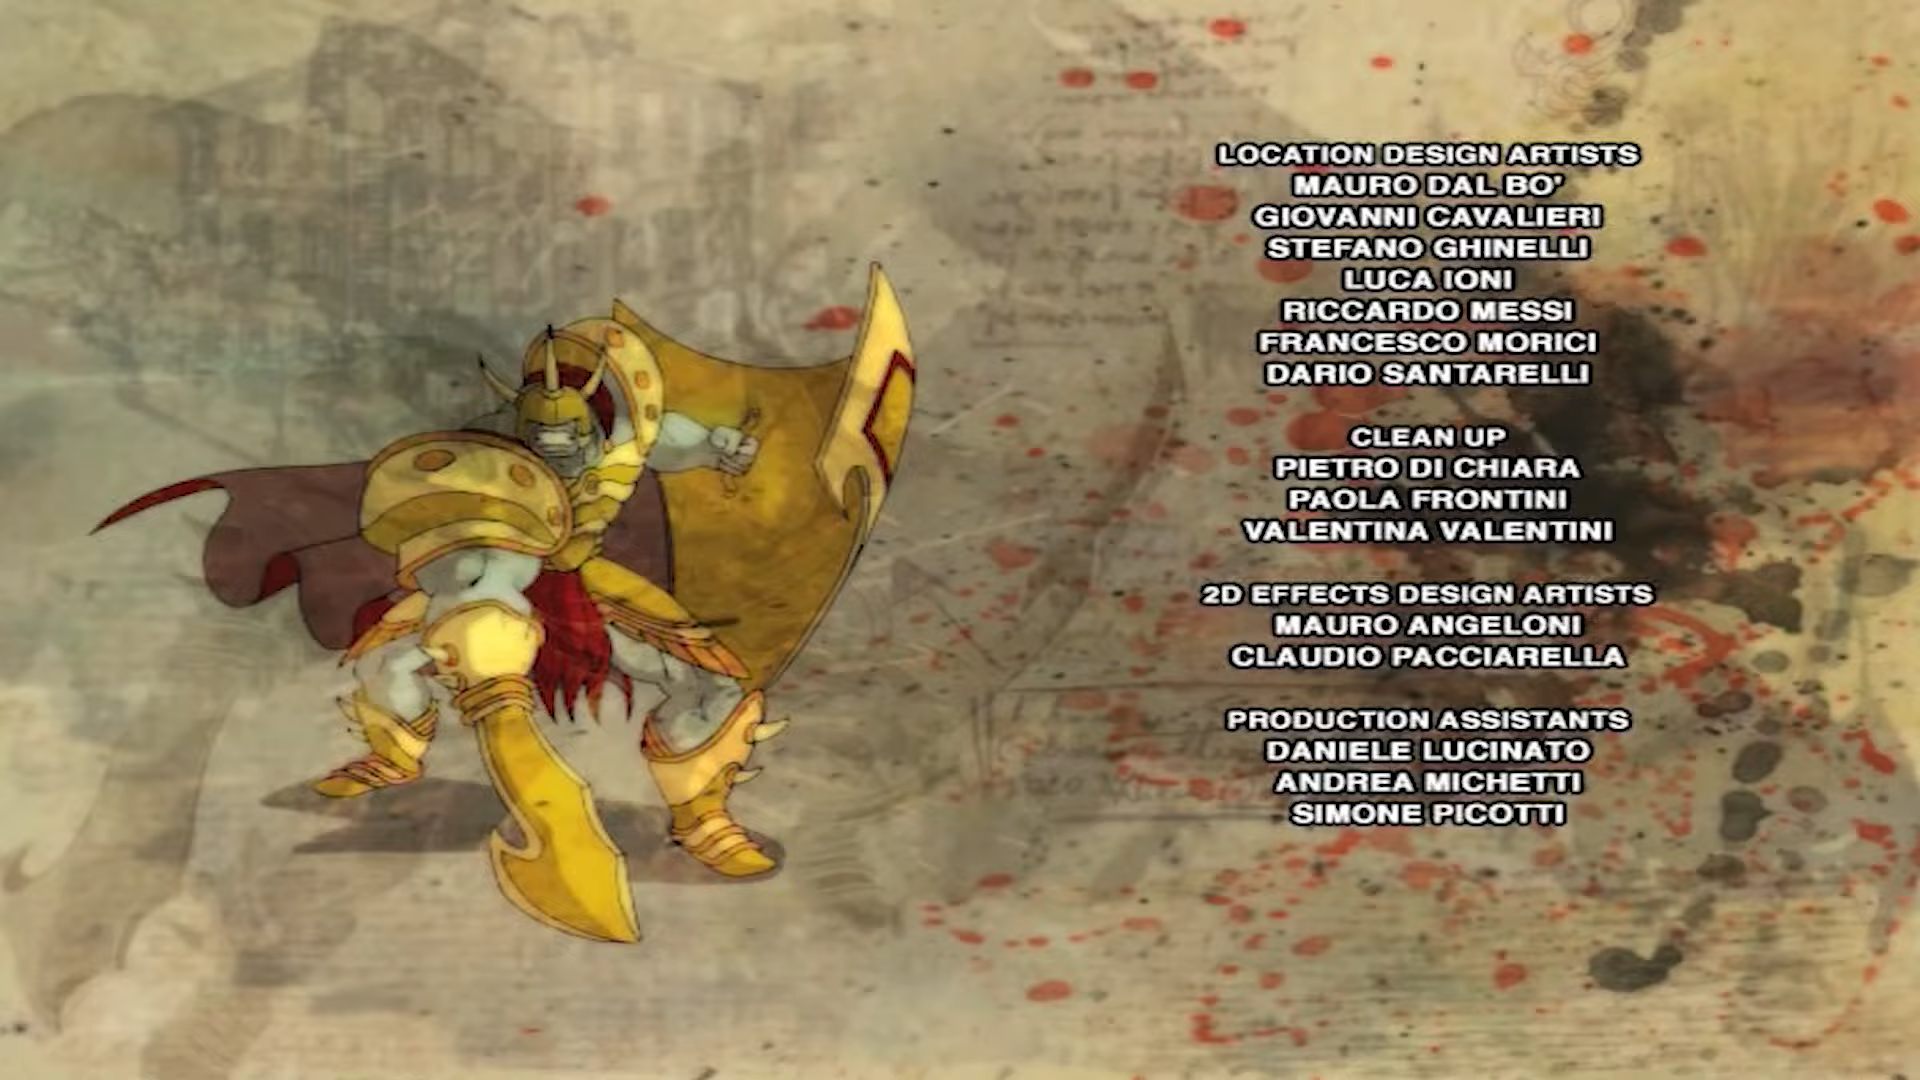 LOCATION DESIGN ARTISTS
MAURO DAL BO'
GIOVANNI CAVALIERI
STEFANO GHINELLI
LUCA IONI
RICCARDO MESSI
FRANCESCO MORICI
DARIO SANTARELLI
CLEAN UP
PIETRO DI CHIARA
PAOLA FRONTINI
VALENTINA VALENTINI
2D EFFECTS DESIGN ARTISTS
MAURO ANGELONI
CLAUDIO PACCIARELLA
PRODUCTION ASSISTANTS
DANIELE LUCINATO
ANDREA MICHETTI
SIMONE PICOTTI